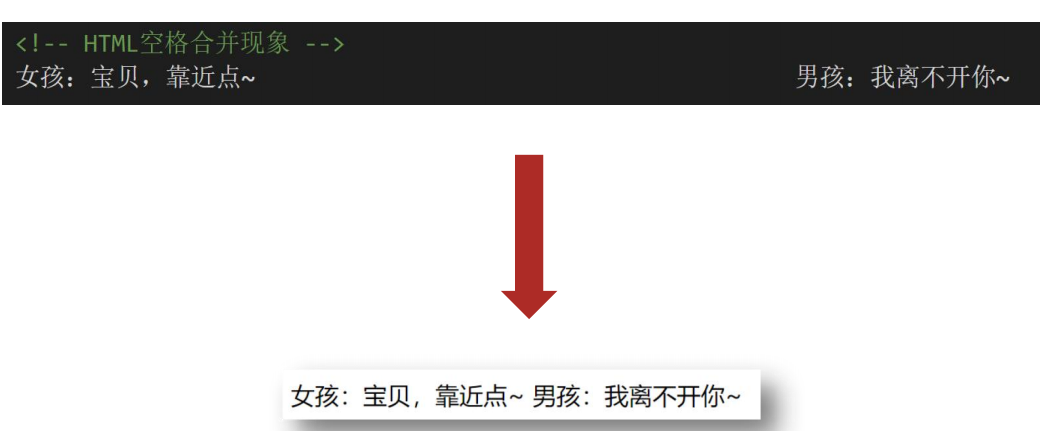 <!-- HTML空格合并现象 -->
女孩：宝贝，靠近点~                                        男孩：我离不开你~
女孩：宝贝，靠近点~ 男孩：我离不开你~